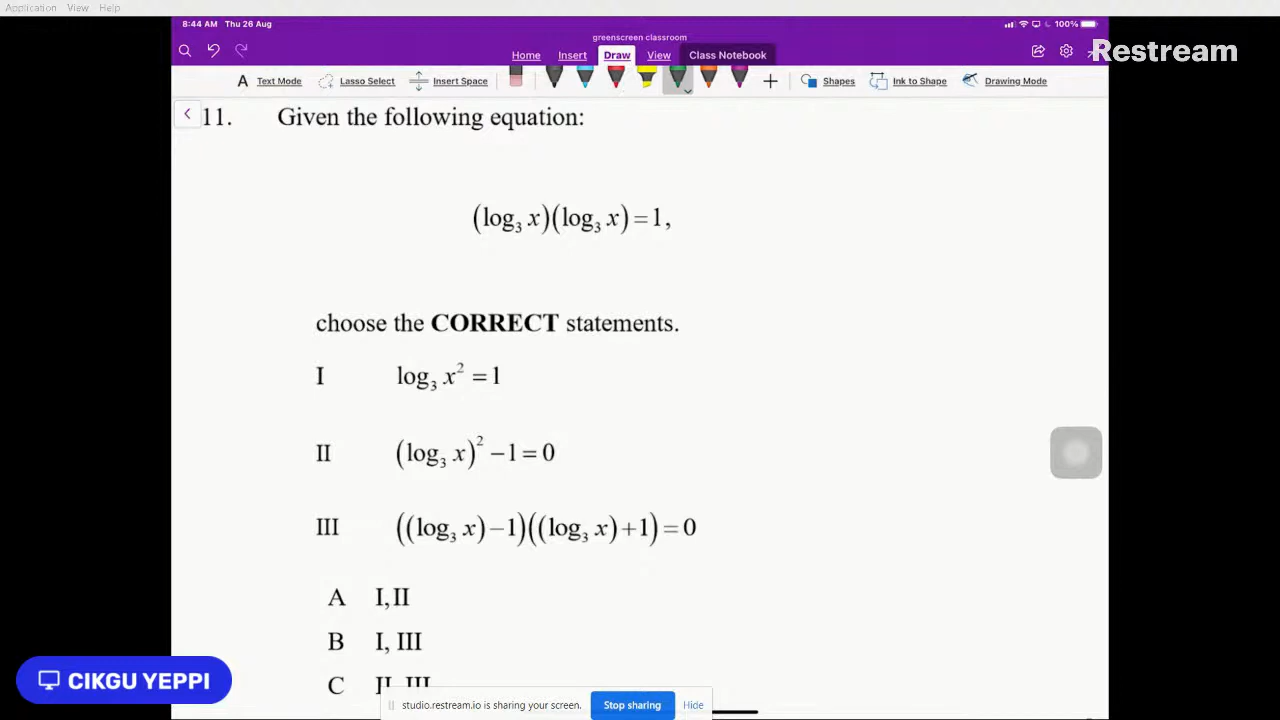 Application View Help
8:44 AM Thu 26 Aug
100%
greenscreen classroom
Home Insert Draw View Class Notebook
Restream
A Text Mode Lasso Select Insert Space Shapes Ink to Shape Drawing Mode
11. Given the following equation:
(log₃ x)(log₃ x) = 1,
choose the CORRECT statements.
I log₃ x² = 1
II (log₃ x)² − 1 = 0
III ((log₃ x) − 1)((log₃ x) + 1) = 0
A I, II
B I, III
C II, III
CIKGU YEPPI
studio.restream.io is sharing your screen. Stop sharing Hide